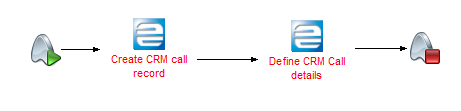 Create CRM call
record
Define CRM Call
details